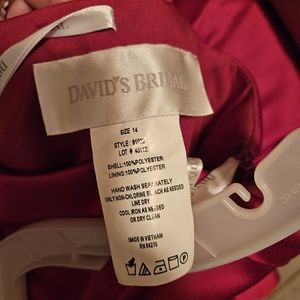 DAVID'S BRIDAL
SIZE 14
STYLE:
LOT #
SHELL:100%POLYESTER
LINING:100%POLYESTER
HAND WASH SEPARATELY
ONLY NON-CHLORINE BLEACH AS NEEDED
LINE DRY
COOL IRON AS NEEDED
OR DRY CLEAN
MADE IN VIETNAM
RN